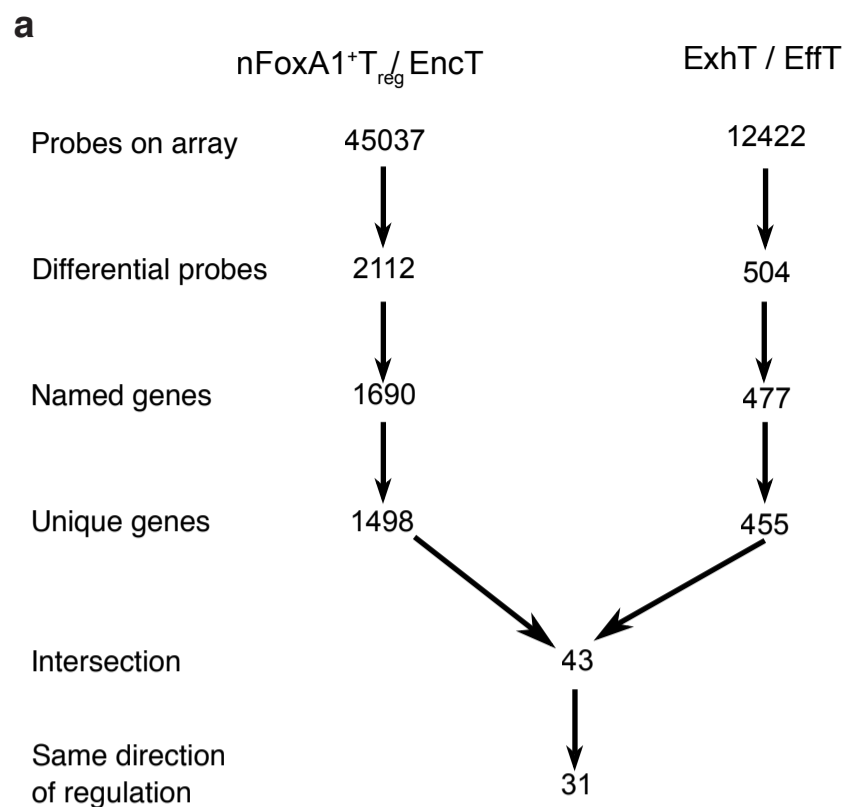 a
nFoxA1⁺T_reg/ EncT ExhT / EffT
Probes on array 45037 12422
Differential probes 2112 504
Named genes 1690 477
Unique genes 1498 455
Intersection 43
Same direction
of regulation 31